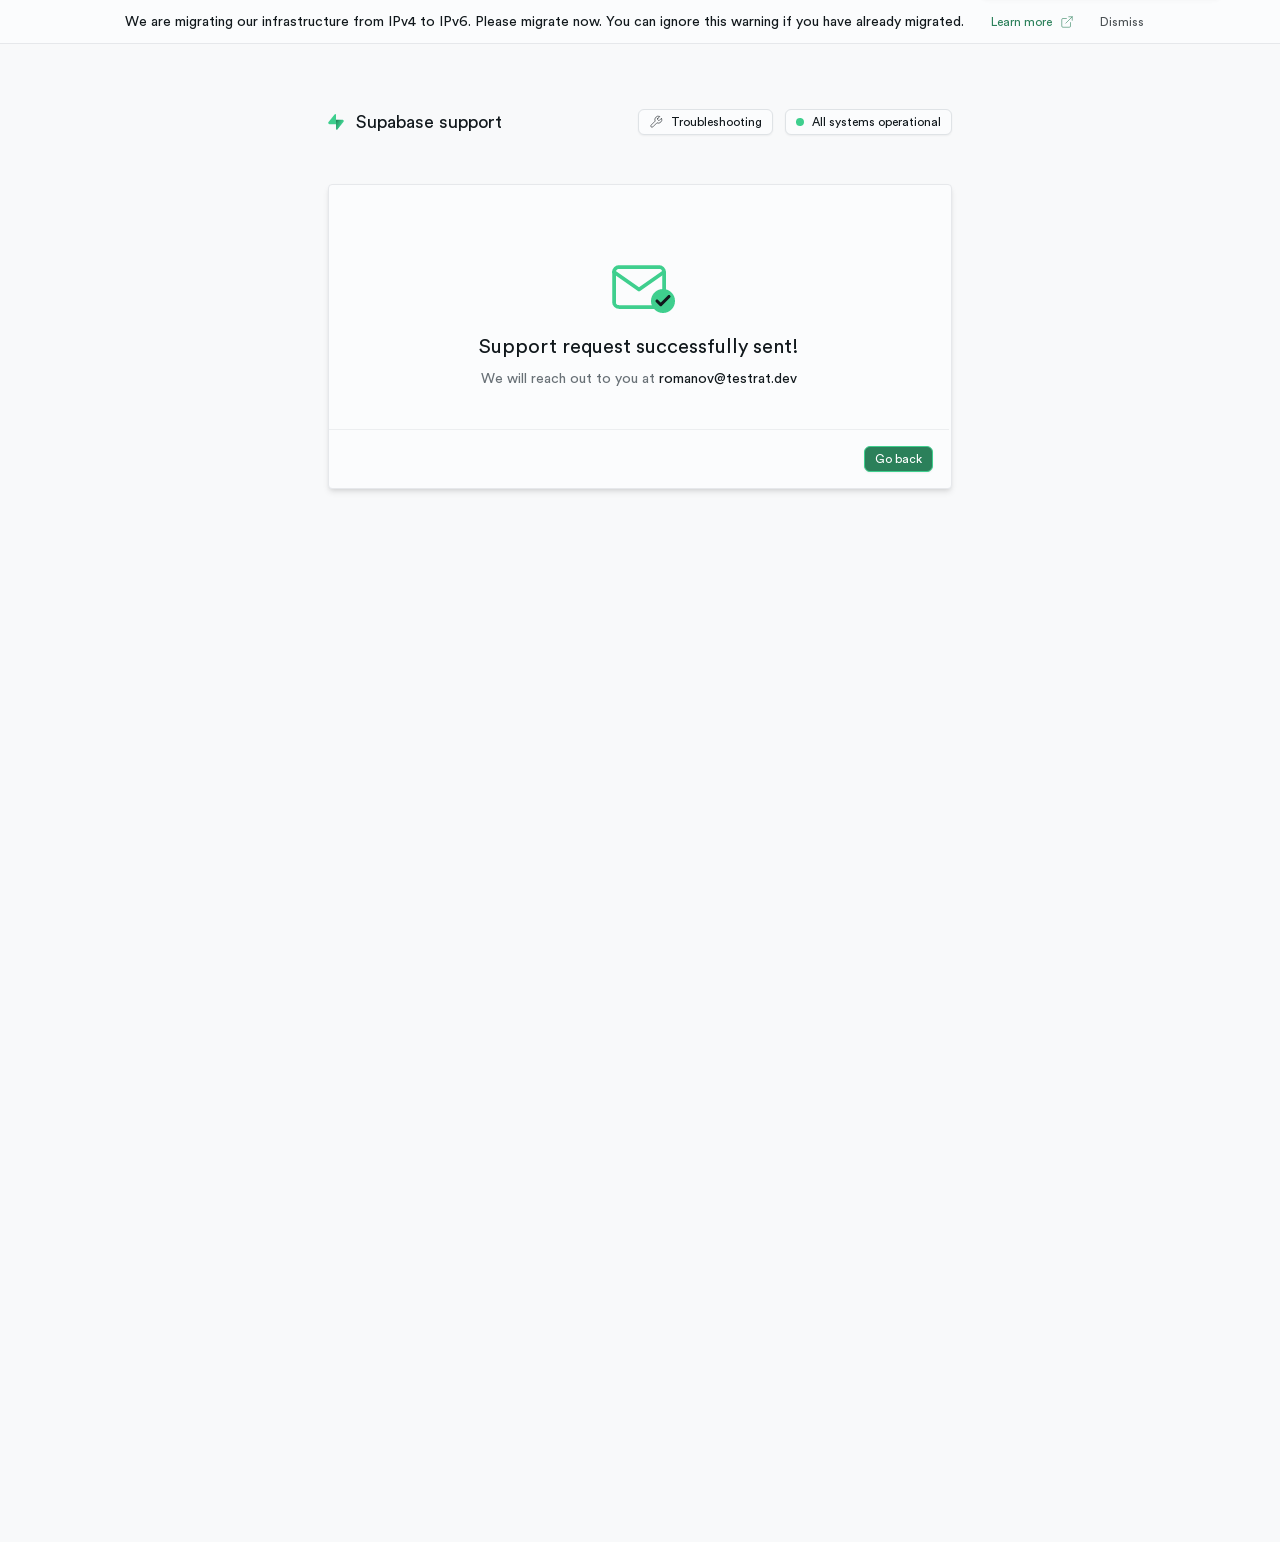 We are migrating our infrastructure from IPv4 to IPv6. Please migrate now. You can ignore this warning if you have already migrated.
Learn more
Dismiss
Supabase support
Troubleshooting
All systems operational
Support request successfully sent!
We will reach out to you at romanov@testrat.dev
Go back